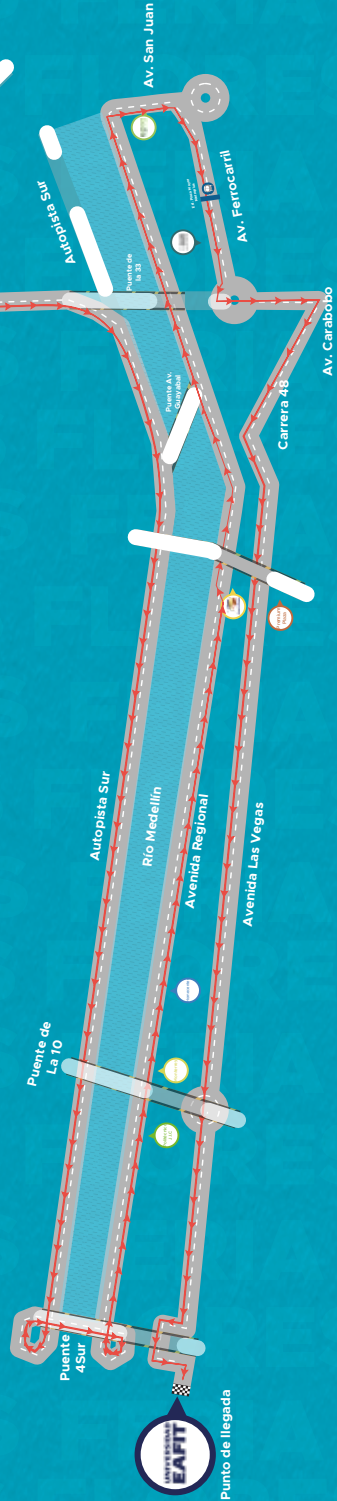 Av. San Juan
Autopista Sur
Av. Ferrocarril
Puente de
la 33
Puente Av.
Guayabal
Av. Carabobo
Carrera 48
Autopista Sur
Río Medellín
Avenida Regional
Avenida Las Vegas
Puente de
La 10
Puente
4Sur
UNIVERSIDAD
EAFIT
Punto de llegada